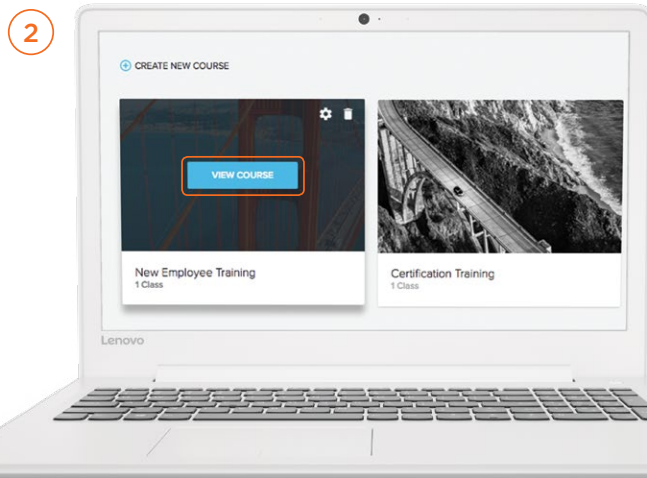 2
CREATE NEW COURSE
VIEW COURSE
New Employee Training
1 Class
Certification Training
1 Class
Lenovo